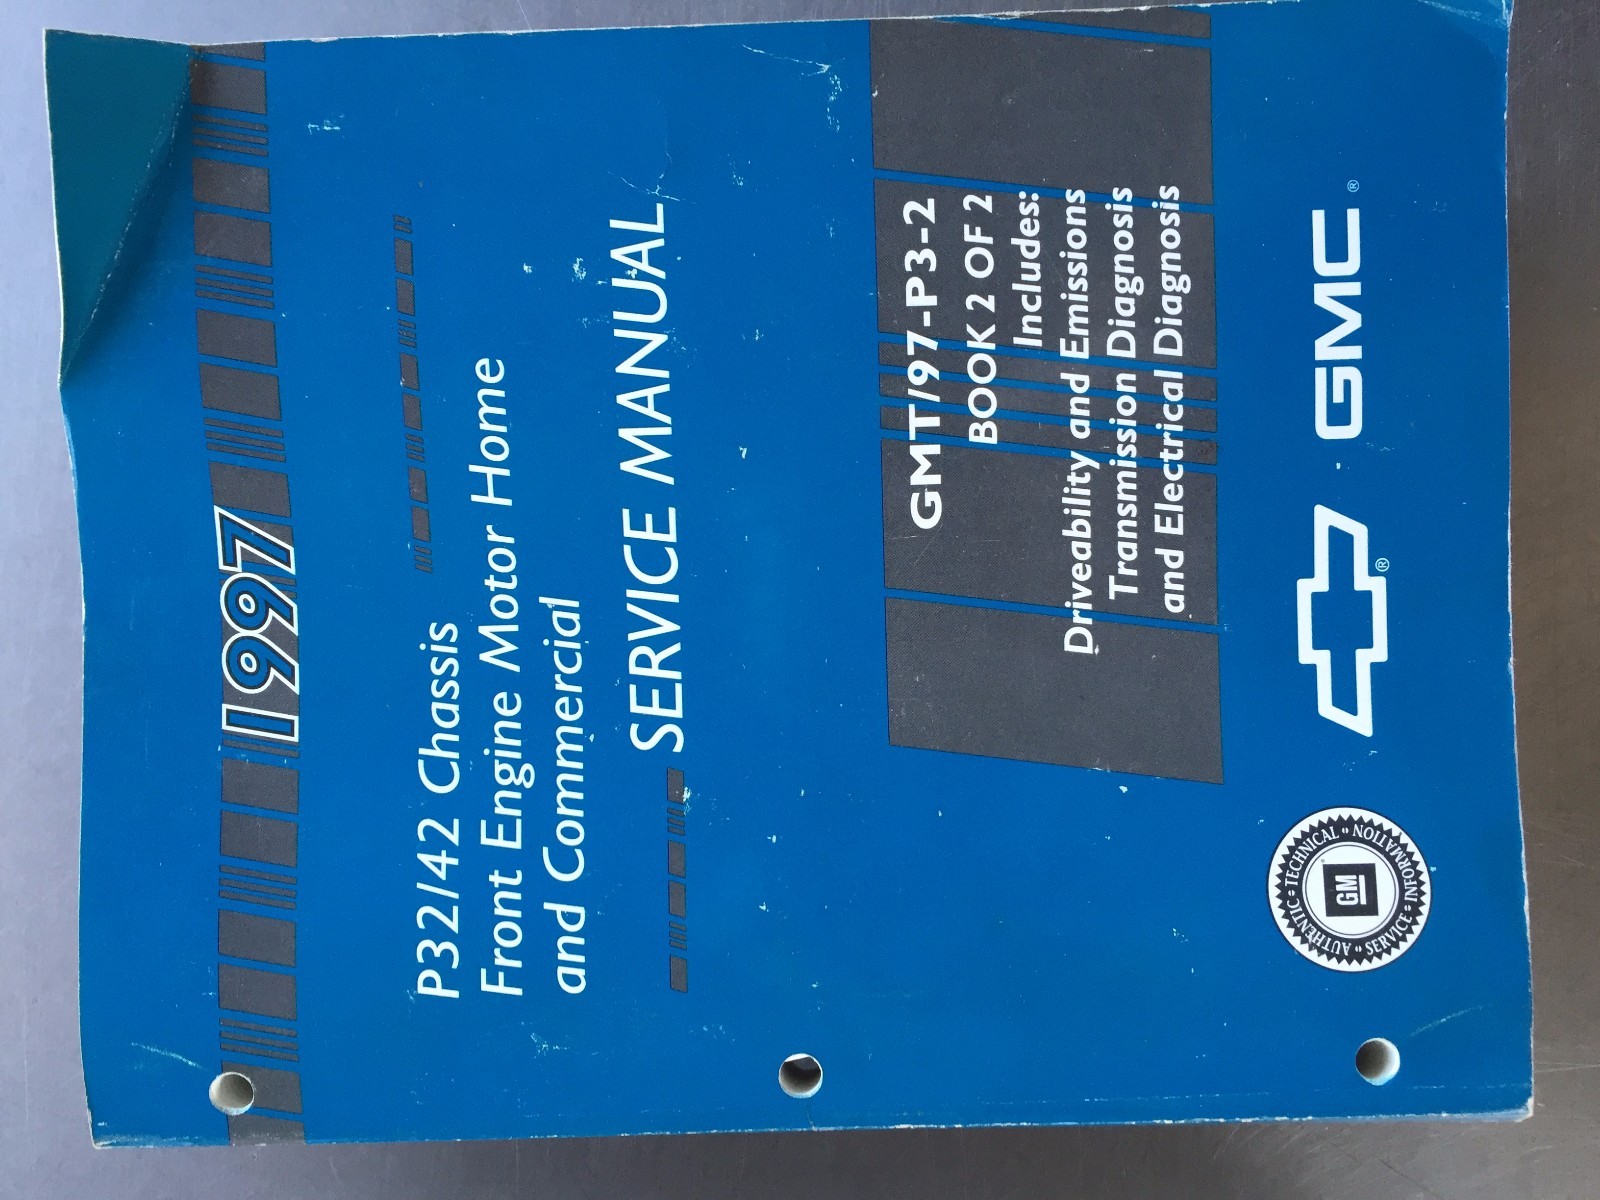 1997
P32/42 Chassis
Front Engine Motor Home
and Commercial
SERVICE MANUAL
GMT/97-P3-2
BOOK 2 OF 2
Includes:
Driveability and Emissions
Transmission Diagnosis
and Electrical Diagnosis
AUTHENTIC • TECHNICAL • SERVICE • INFORMATION
GM
®
GMC®